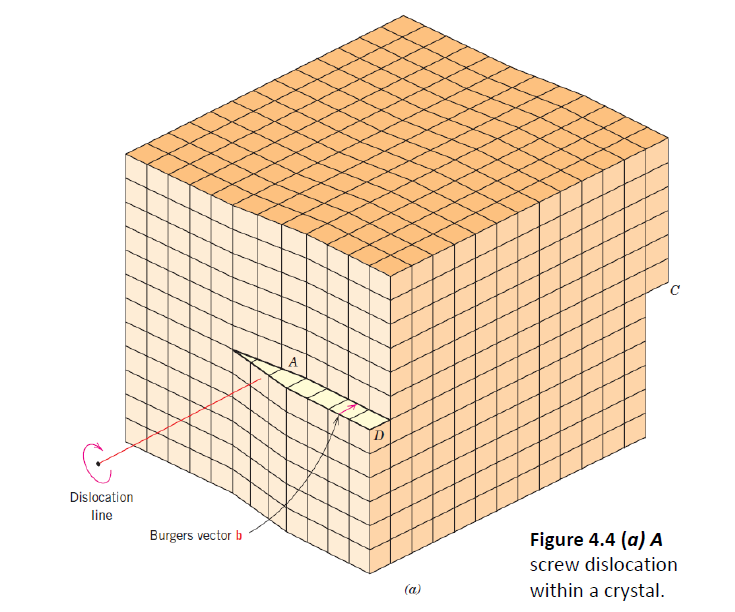 C
A
D
Dislocation
line
Burgers vector b
(a)
Figure 4.4 (a) A
screw dislocation
within a crystal.